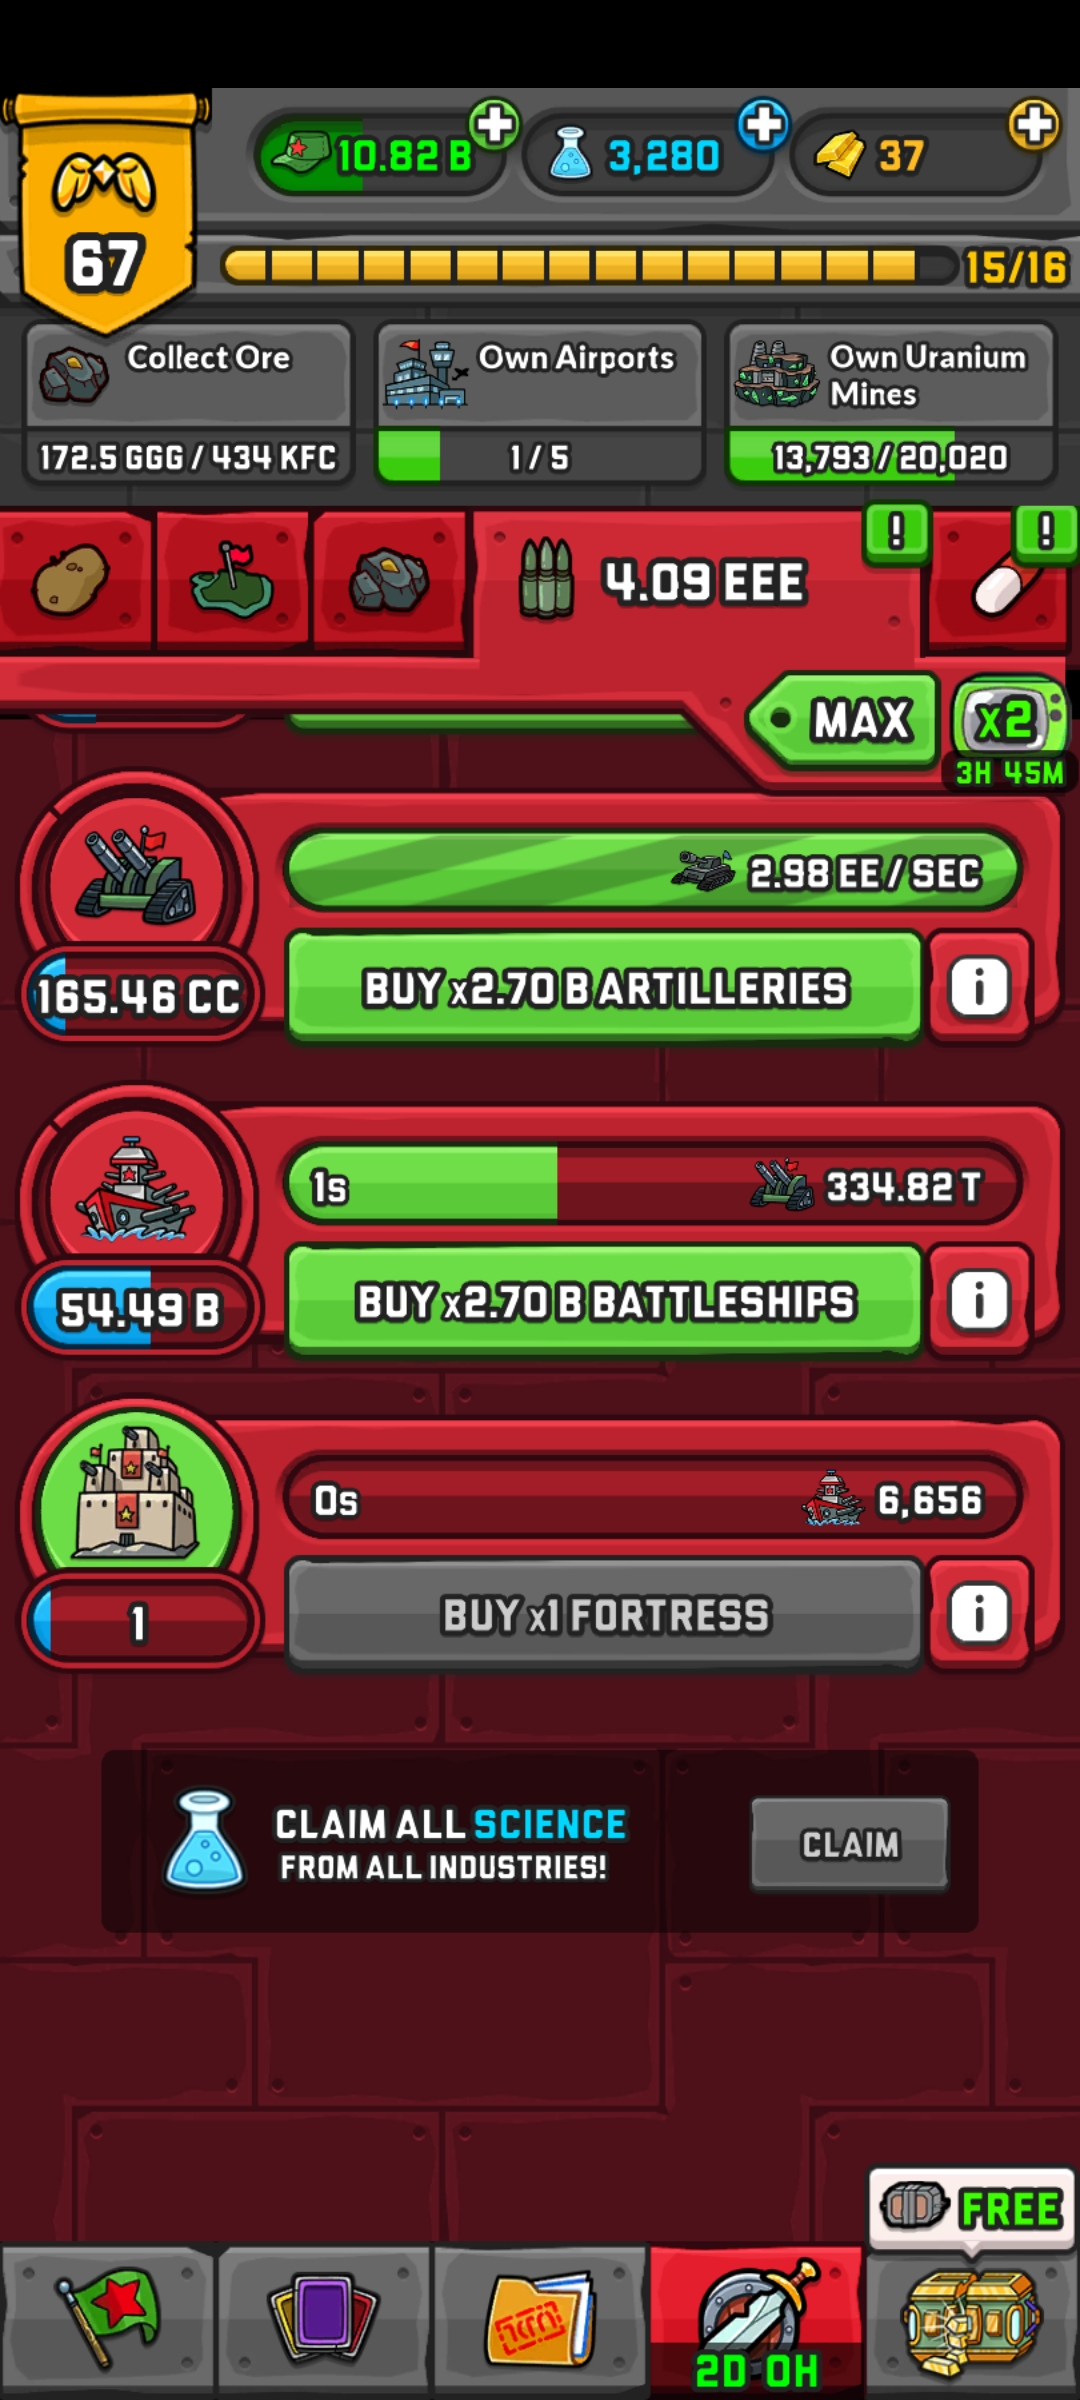 10.82 B
3,280
37
67
15/16
Collect Ore
172.5 GGG / 434 KFC
Own Airports
1 / 5
Own Uranium
Mines
13,793 / 20,020
4.09 EEE
!
!
MAX
x2
3H 45M
2.98 EE / SEC
165.46 CC
BUY x2.70 B ARTILLERIES
i
1s
334.82 T
54.49 B
BUY x2.70 B BATTLESHIPS
i
0s
6,656
1
BUY x1 FORTRESS
i
CLAIM ALL SCIENCE
FROM ALL INDUSTRIES!
CLAIM
FREE
2D 0H